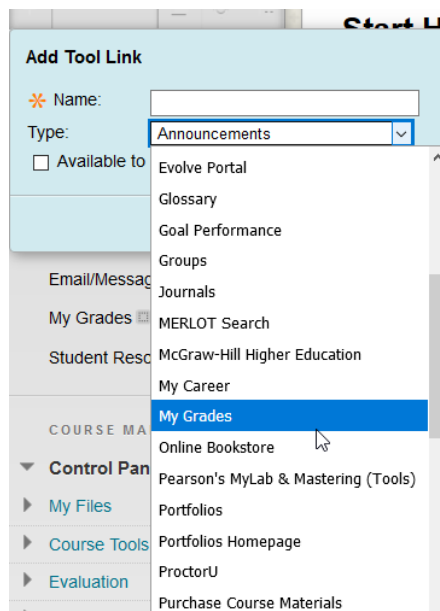 Start H
Add Tool Link
Name:
Type:
Announcements
Available to
Evolve Portal
Glossary
Goal Performance
Groups
Journals
MERLOT Search
McGraw-Hill Higher Education
My Career
My Grades
Online Bookstore
Pearson's MyLab & Mastering (Tools)
Portfolios
Portfolios Homepage
ProctorU
Purchase Course Materials
Email/Messag
My Grades
Student Reso
COURSE MA
Control Pan
My Files
Course Tools
Evaluation